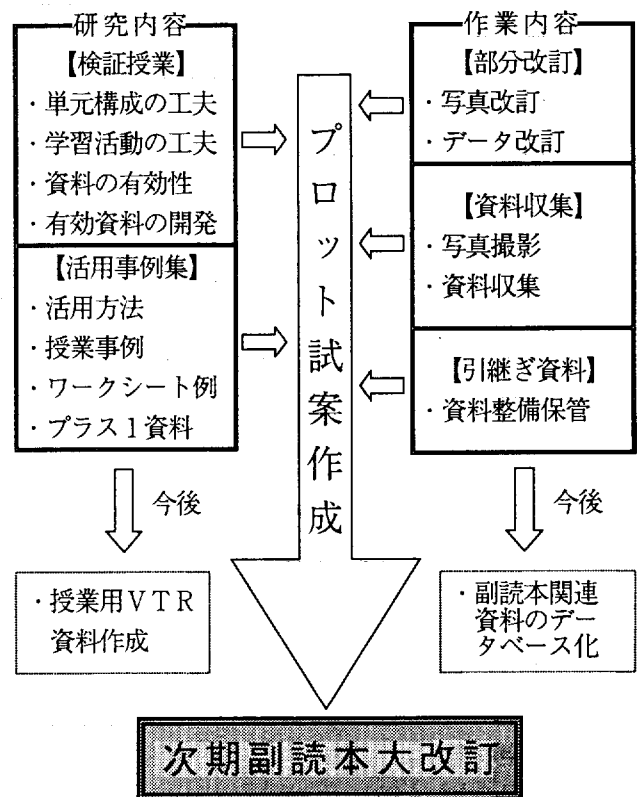 研究内容
【検証授業】
・単元構成の工夫
・学習活動の工夫
・資料の有効性
・有効資料の開発
【活用事例集】
・活用方法
・授業事例
・ワークシート例
・プラス１資料
今後
・授業用ＶＴＲ
資料作成
プロット試案作成
作業内容
【部分改訂】
・写真改訂
・データ改訂
【資料収集】
・写真撮影
・資料収集
【引継ぎ資料】
・資料整備保管
今後
・副読本関連
資料のデー
タベース化
次期副読本大改訂